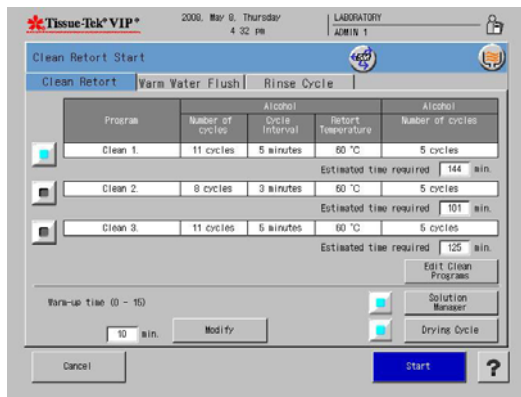 Tissue-Tek® VIP®
2008, May 8, Thursday
4 32 PM
LABORATORY
ADMIN 1
Clean Retort Start
Clean Retort
Warm Water Flush
Rinse Cycle
Program
Alcohol
Alcohol
Number of cycles
Cycle Interval
Retort Temperature
Number of cycles
Clean 1. 11 cycles 5 minutes 60 °C 5 cycles
Estimated time required 144 min.
Clean 2. 8 cycles 3 minutes 60 °C 5 cycles
Estimated time required 101 min.
Clean 3. 11 cycles 5 minutes 60 °C 5 cycles
Estimated time required 125 min.
Edit Clean
Programs
Warm-up time (0 - 15)
Solution
Manager
10 min.
Modify
Drying Cycle
Cancel
Start
?